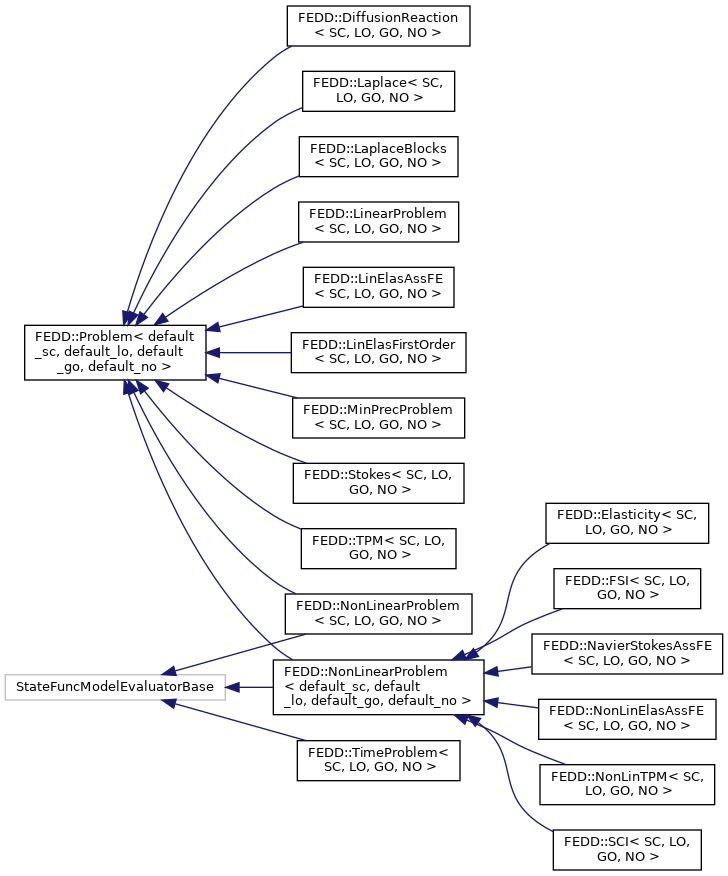 FEDD::DiffusionReaction
< SC, LO, GO, NO >
FEDD::Laplace< SC,
LO, GO, NO >
FEDD::LaplaceBlocks
< SC, LO, GO, NO >
FEDD::LinearProblem
< SC, LO, GO, NO >
FEDD::LinElasAssFE
< SC, LO, GO, NO >
FEDD::Problem< default
_sc, default_lo, default
_go, default_no >
FEDD::LinElasFirstOrder
< SC, LO, GO, NO >
FEDD::MinPrecProblem
< SC, LO, GO, NO >
FEDD::Stokes< SC, LO,
GO, NO >
FEDD::TPM< SC, LO,
GO, NO >
FEDD::NonLinearProblem
< SC, LO, GO, NO >
StateFuncModelEvaluatorBase
FEDD::NonLinearProblem
< default_sc, default
_lo, default_go, default_no >
FEDD::TimeProblem<
SC, LO, GO, NO >
FEDD::Elasticity< SC,
LO, GO, NO >
FEDD::FSI< SC, LO,
GO, NO >
FEDD::NavierStokesAssFE
< SC, LO, GO, NO >
FEDD::NonLinElasAssFE
< SC, LO, GO, NO >
FEDD::NonLinTPM< SC,
LO, GO, NO >
FEDD::SCI< SC, LO,
GO, NO >